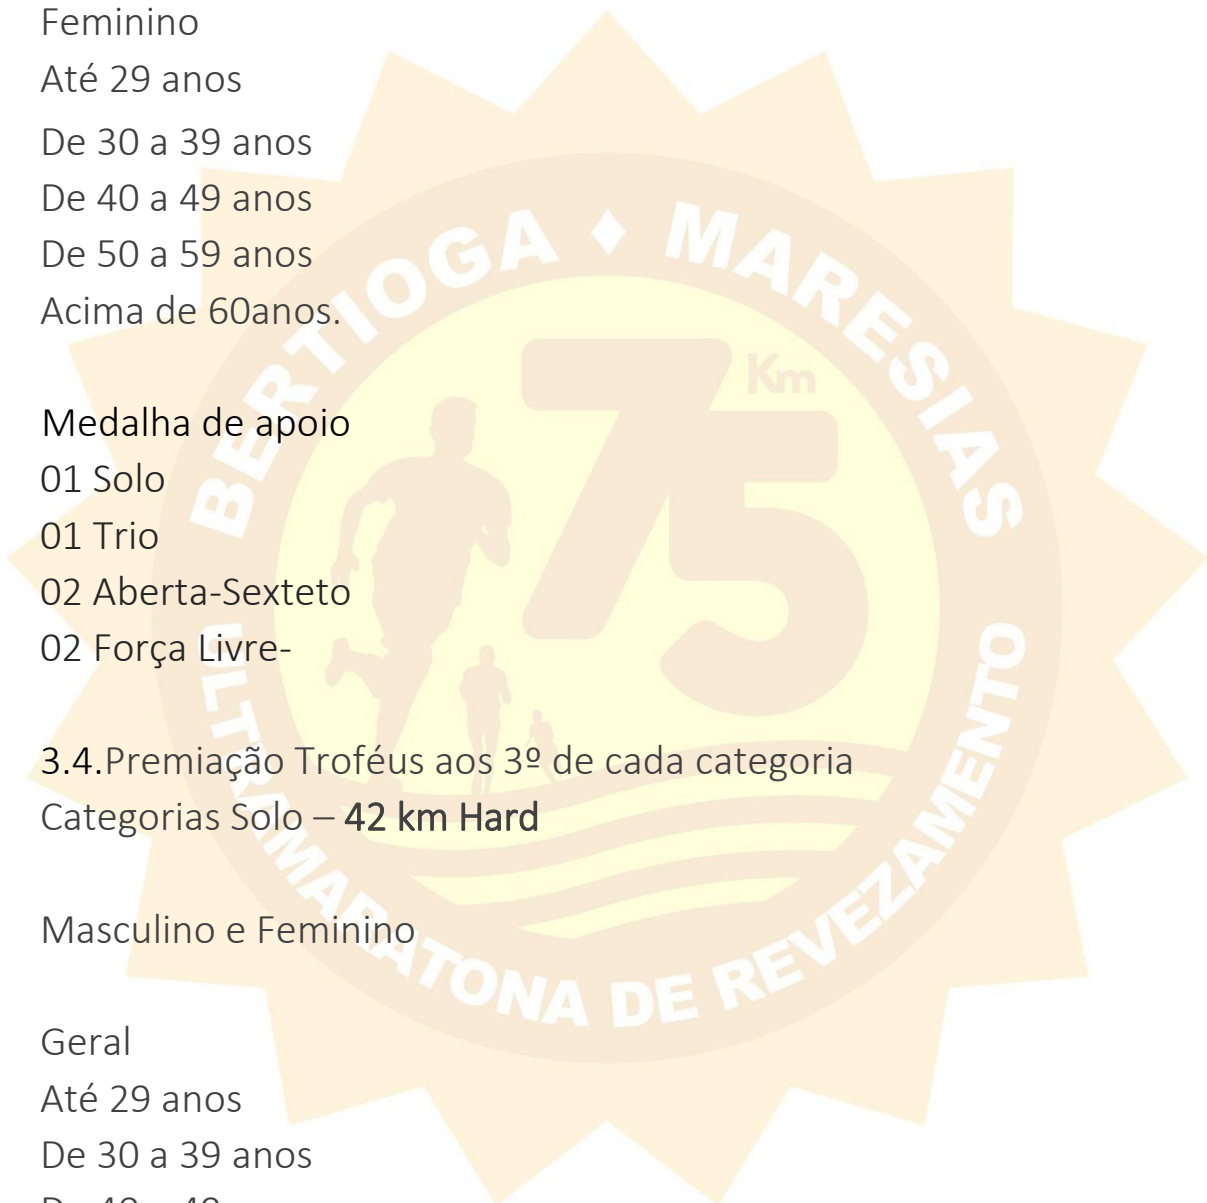 Feminino
Até 29 anos
De 30 a 39 anos
De 40 a 49 anos
De 50 a 59 anos
Acima de 60anos.
Medalha de apoio
01 Solo
01 Trio
02 Aberta-Sexteto
02 Força Livre-
3.4.Premiação Troféus aos 3º de cada categoria
Categorias Solo – 42 km Hard
Masculino e Feminino
Geral
Até 29 anos
De 30 a 39 anos
BERTIOGA ♦ MARESIAS
75 Km
ULTRAMARATONA DE REVEZAMENTO